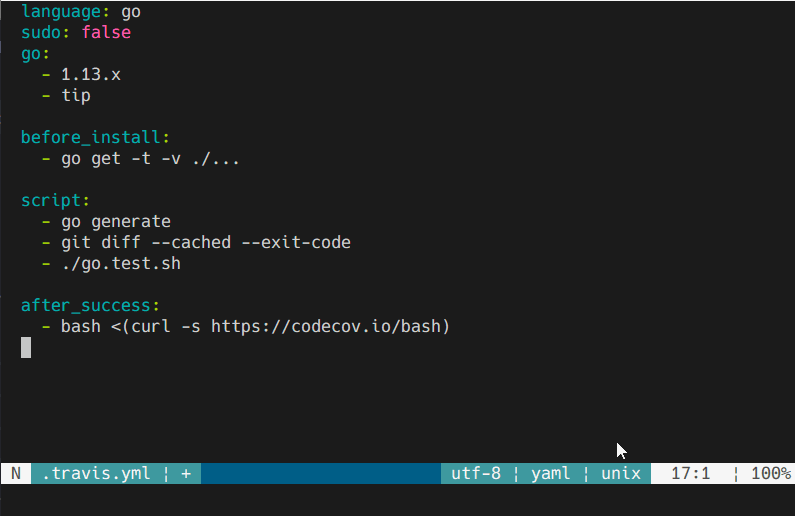 language: go
sudo: false
go:
  - 1.13.x
  - tip

before_install:
  - go get -t -v ./...

script:
  - go generate
  - git diff --cached --exit-code
  - ./go.test.sh

after_success:
  - bash <(curl -s https://codecov.io/bash)

N .travis.yml ¦ + utf-8 ¦ yaml ¦ unix 17:1 ¦ 100%